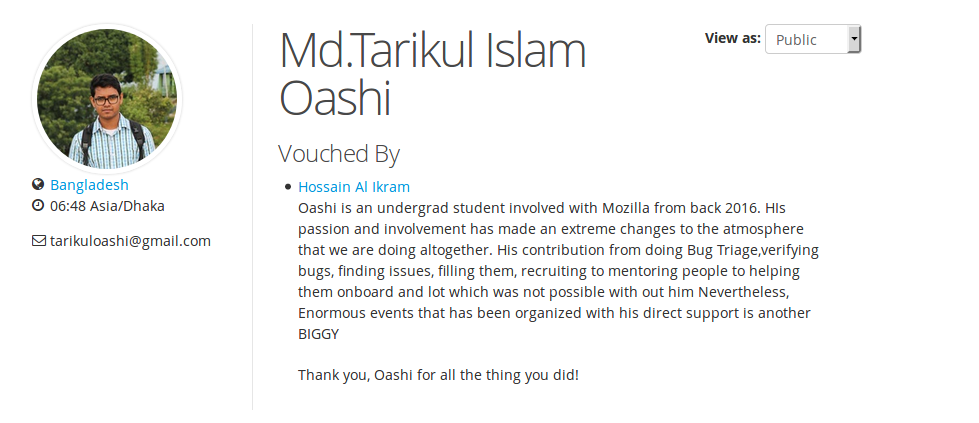 Md.Tarikul Islam
Oashi
View as: Public
Bangladesh
06:48 Asia/Dhaka
tarikuloashi@gmail.com
Vouched By
Hossain Al Ikram
Oashi is an undergrad student involved with Mozilla from back 2016. HIs
passion and involvement has made an extreme changes to the atmosphere
that we are doing altogether. His contribution from doing Bug Triage,verifying
bugs, finding issues, filling them, recruiting to mentoring people to helping
them onboard and lot which was not possible with out him Nevertheless,
Enormous events that has been organized with his direct support is another
BIGGY
Thank you, Oashi for all the thing you did!